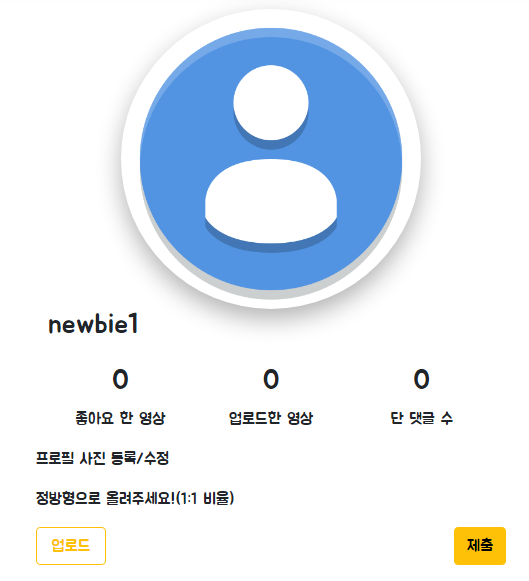 newbie1
0 0 0
좋아요 한 영상 업로드한 영상 단 댓글 수
프로필 사진 등록/수정
정방형으로 올려주세요!(1:1 비율)
업로드 제출